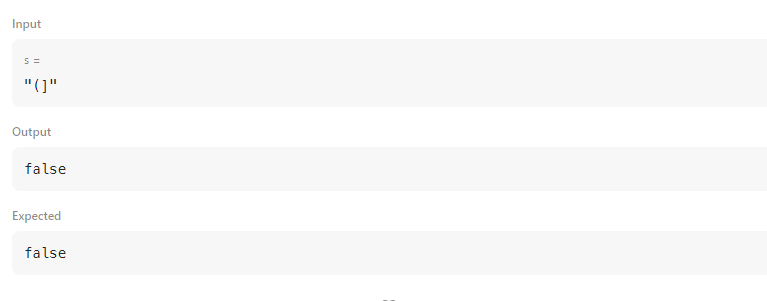 Input
s =
"(]"
Output
false
Expected
false